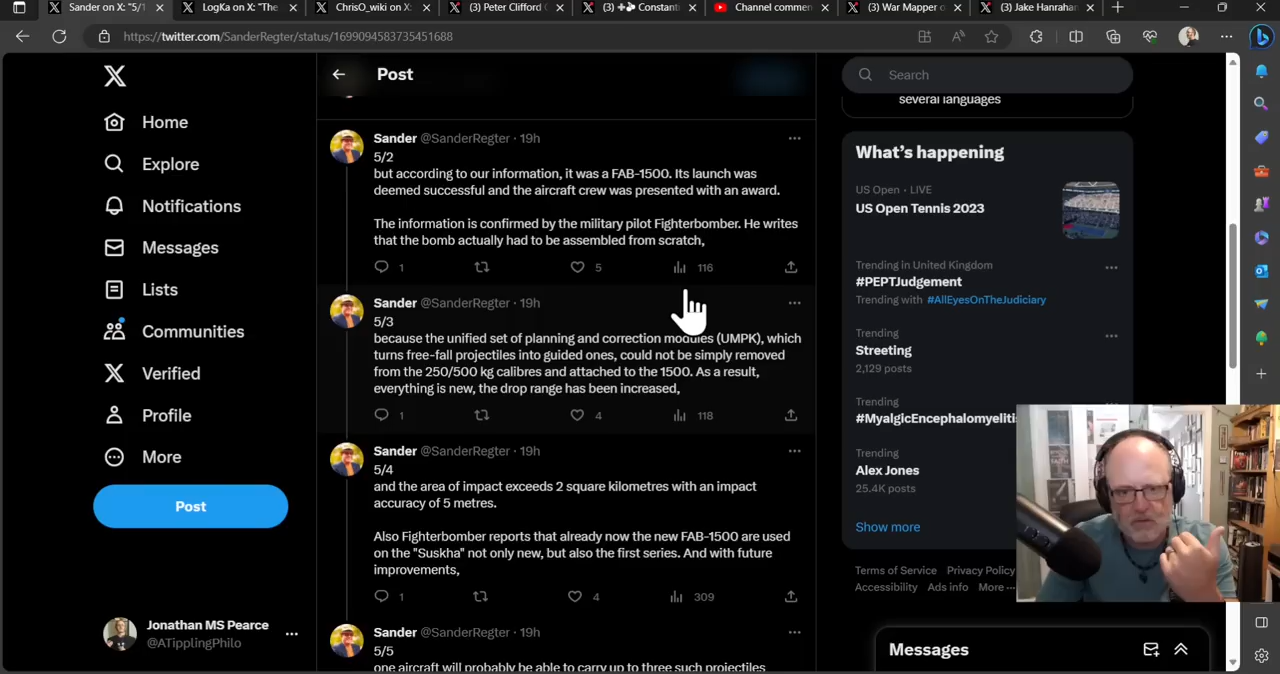 Sander on X: "5/1
LogKa on X: "The
ChrisO_wiki on X:
(3) Peter Clifford
(3)
Constanti
Channel commen
(3) War Mapper o
(3) Jake Hanrahan
https://twitter.com/SanderRegter/status/1699094583735451688
Home
Explore
Notifications
Messages
Lists
Communities
Verified
Profile
More
Post
Jonathan MS Pearce
@ATipplingPhilo
Post
Sander @SanderRegter · 19h
5/2
but according to our information, it was a FAB-1500. Its launch was
deemed successful and the aircraft crew was presented with an award.
The information is confirmed by the military pilot Fighterbomber. He writes
that the bomb actually had to be assembled from scratch,
1 5 116
Sander @SanderRegter · 19h
5/3
because the unified set of planning and correction modules (UMPK), which
turns free-fall projectiles into guided ones, could not be simply removed
from the 250/500 kg calibres and attached to the 1500. As a result,
everything is new, the drop range has been increased,
1 4 118
Sander @SanderRegter · 19h
5/4
and the area of impact exceeds 2 square kilometres with an impact
accuracy of 5 metres.
Also Fighterbomber reports that already now the new FAB-1500 are used
on the "Suskha" not only new, but also the first series. And with future
improvements,
1 4 309
Sander @SanderRegter · 19h
5/5
one aircraft will probably be able to carry up to three such projectiles
Search
several languages
What's happening
US Open · LIVE
US Open Tennis 2023
Trending in United Kingdom
#PEPTJudgement
Trending with #AllEyesOnTheJudiciary
Trending
Streeting
2,129 posts
Trending
#MyalgicEncephalomyeliti
Trending
Alex Jones
25.4K posts
Show more
Terms of Service Privacy Policy
Accessibility Ads info More
Messages